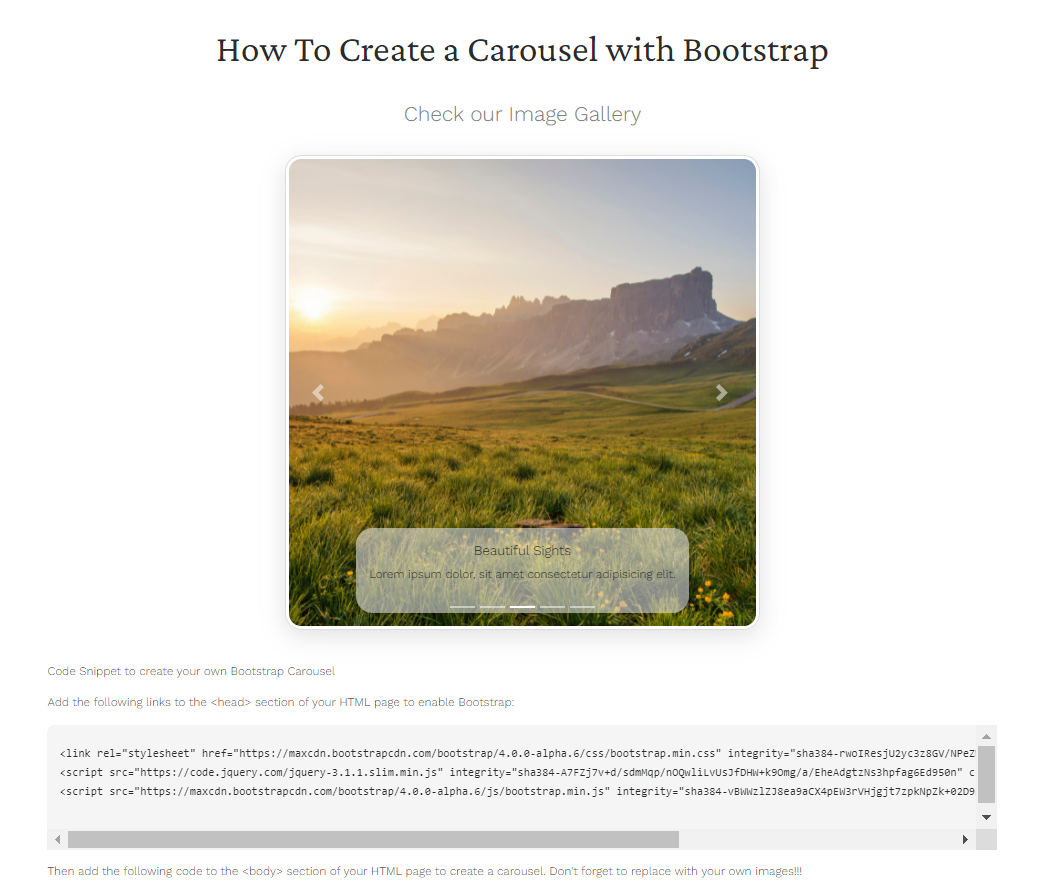 How To Create a Carousel with Bootstrap
Check our Image Gallery
Beautiful Sights
Lorem ipsum dolor, sit amet consectetur adipisicing elit.
Code Snippet to create your own Bootstrap Carousel
Add the following links to the <head> section of your HTML page to enable Bootstrap:
<link rel="stylesheet" href="https://maxcdn.bootstrapcdn.com/bootstrap/4.0.0-alpha.6/css/bootstrap.min.css" integrity="sha384-rwoIResjU2yc3z8GV/NPeZ
<script src="https://code.jquery.com/jquery-3.1.1.slim.min.js" integrity="sha384-A7FZj7v+d/sdmMqp/nOQwliLvUsJfDHW+k9Omg/a/EheAdgtzNs3hpfag6Ed950n" c
<script src="https://maxcdn.bootstrapcdn.com/bootstrap/4.0.0-alpha.6/js/bootstrap.min.js" integrity="sha384-vBWWzlZJ8ea9aCX4pEW3rVHjgjt7zpkNpZk+02D9
Then add the following code to the <body> section of your HTML page to create a carousel. Don't forget to replace with your own images!!!